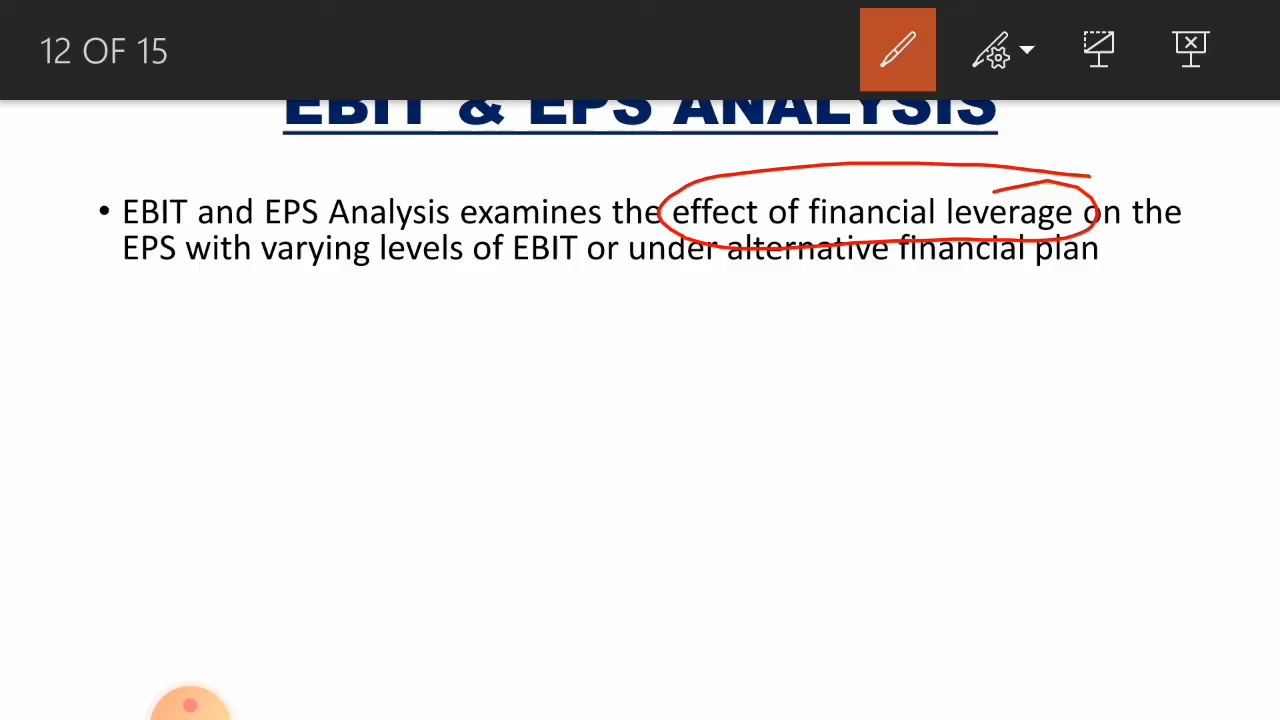 12 OF 15
EBIT & EPS ANALYSIS
• EBIT and EPS Analysis examines the effect of financial leverage on the
EPS with varying levels of EBIT or under alternative financial plan